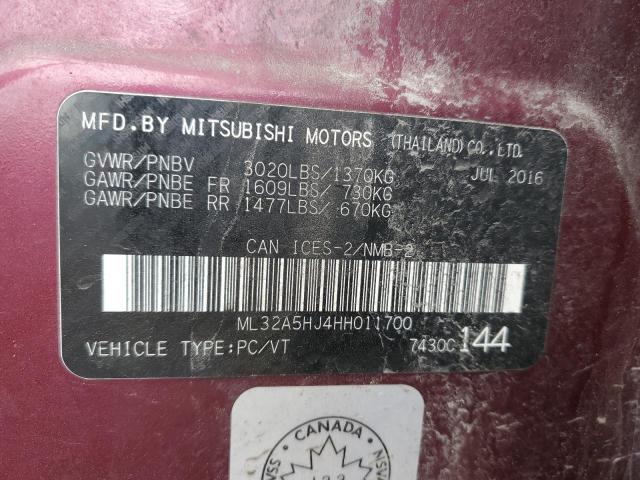 MFD.BY MITSUBISHI MOTORS (THAILAND)CO.,LTD.
GVWR/PNBV 3020LBS/1370KG JUL 2016
GAWR/PNBE FR 1609LBS/ 730KG
GAWR/PNBE RR 1477LBS/ 670KG
CAN ICES-2/NMB-2
ML32A5HJ4HH011700
VEHICLE TYPE:PC/VT 7430C 144
CANADA